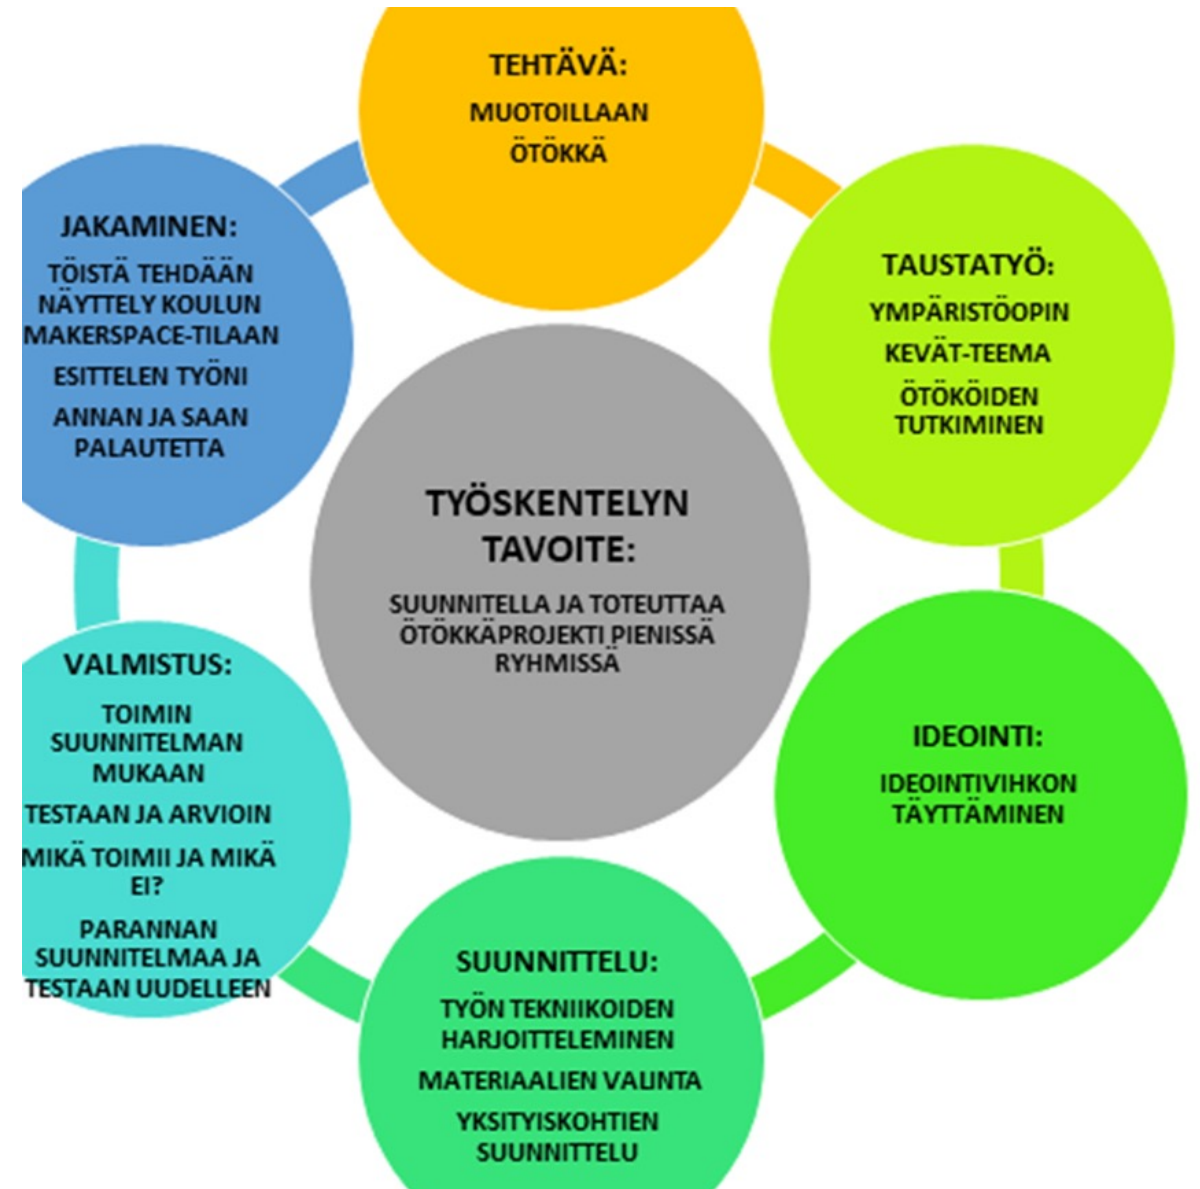 TEHTÄVÄ:
MUOTOILLAAN
ÖTÖKKÄ
TAUSTATYÖ:
YMPÄRISTÖOPIN
KEVÄT-TEEMA
ÖTÖKÖIDEN
TUTKIMINEN
IDEOINTI:
IDEOINTIVIHKON
TÄYTTÄMINEN
SUUNNITTELU:
TYÖN TEKNIIKOIDEN
HARJOITTELEMINEN
MATERIAALIEN VALINTA
YKSITYISKOHTIEN
SUUNNITTELU
VALMISTUS:
TOIMIN
SUUNNITELMAN
MUKAAN
TESTAAN JA ARVIOIN
MIKÄ TOIMII JA MIKÄ
EI?
PARANNAN
SUUNNITELMAA JA
TESTAAN UUDELLEEN
JAKAMINEN:
TÖISTÄ TEHDÄÄN
NÄYTTELY KOULUN
MAKERSPACE-TILAAN
ESITTELEN TYÖNI
ANNAN JA SAAN
PALAUTETTA
TYÖSKENTELYN
TAVOITE:
SUUNNITELLA JA TOTEUTTAA
ÖTÖKKÄPROJEKTI PIENISSÄ
RYHMISSÄ